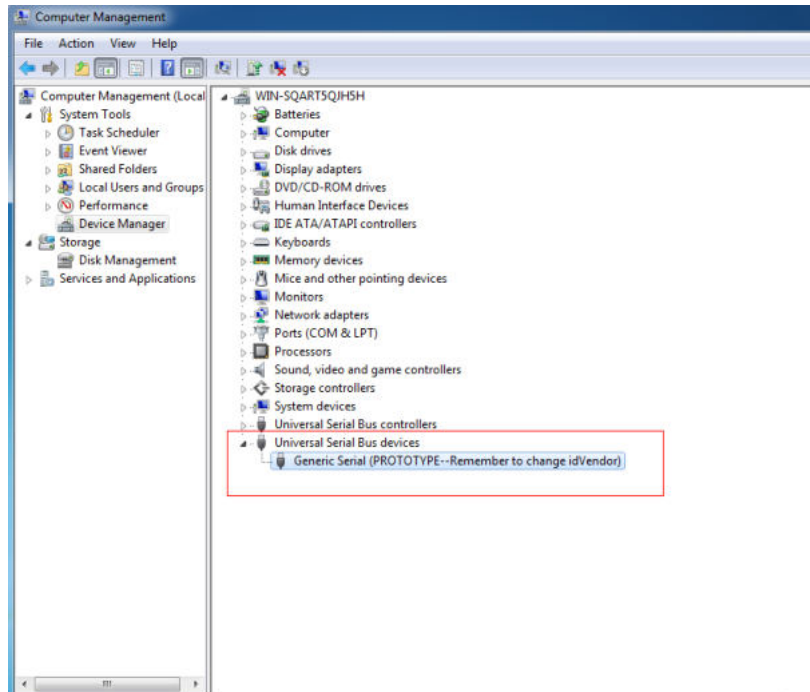 Computer Management
File Action View Help
Computer Management (Local
System Tools
Task Scheduler
Event Viewer
Shared Folders
Local Users and Groups
Performance
Device Manager
Storage
Disk Management
Services and Applications
WIN-SQART5QJH5H
Batteries
Computer
Disk drives
Display adapters
DVD/CD-ROM drives
Human Interface Devices
IDE ATA/ATAPI controllers
Keyboards
Memory devices
Mice and other pointing devices
Monitors
Network adapters
Ports (COM & LPT)
Processors
Sound, video and game controllers
Storage controllers
System devices
Universal Serial Bus controllers
Universal Serial Bus devices
Generic Serial (PROTOTYPE--Remember to change idVendor)